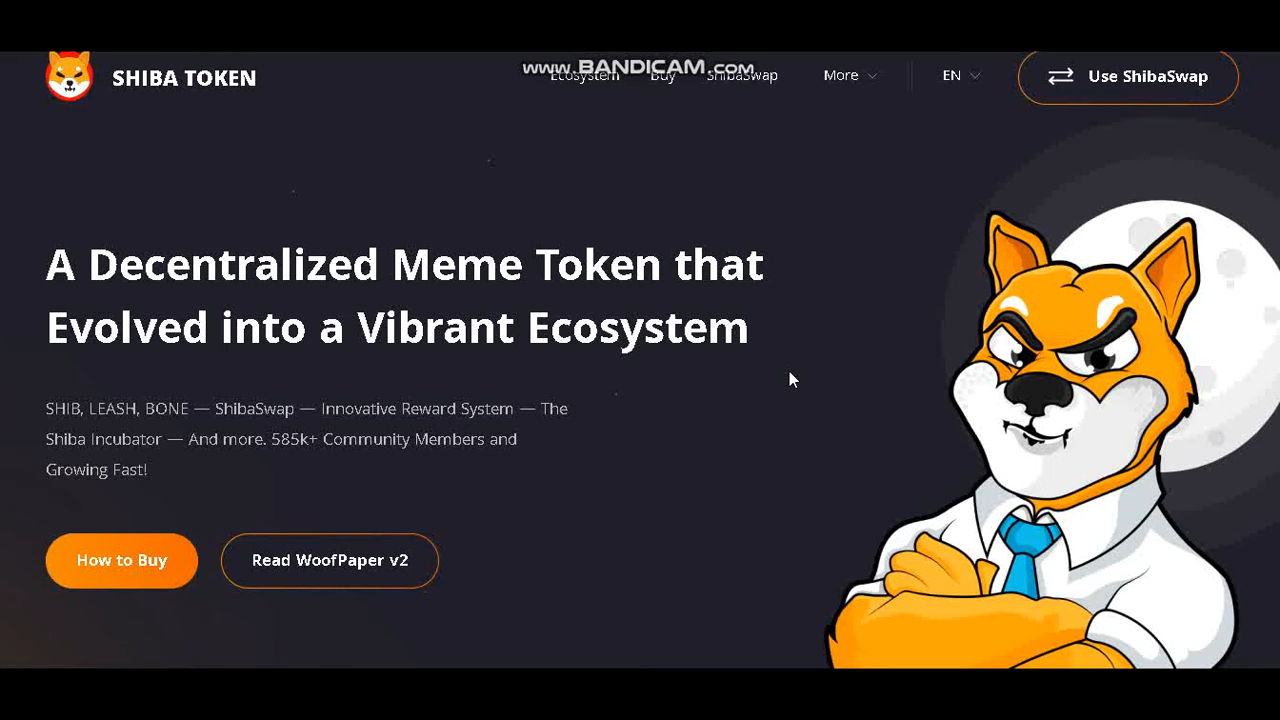 www.BANDICAM.com
SHIBA TOKEN
Ecosystem Buy ShibaSwap More EN Use ShibaSwap
A Decentralized Meme Token that
Evolved into a Vibrant Ecosystem
SHIB, LEASH, BONE — ShibaSwap — Innovative Reward System — The
Shiba Incubator — And more. 585k+ Community Members and
Growing Fast!
How to Buy Read WoofPaper v2